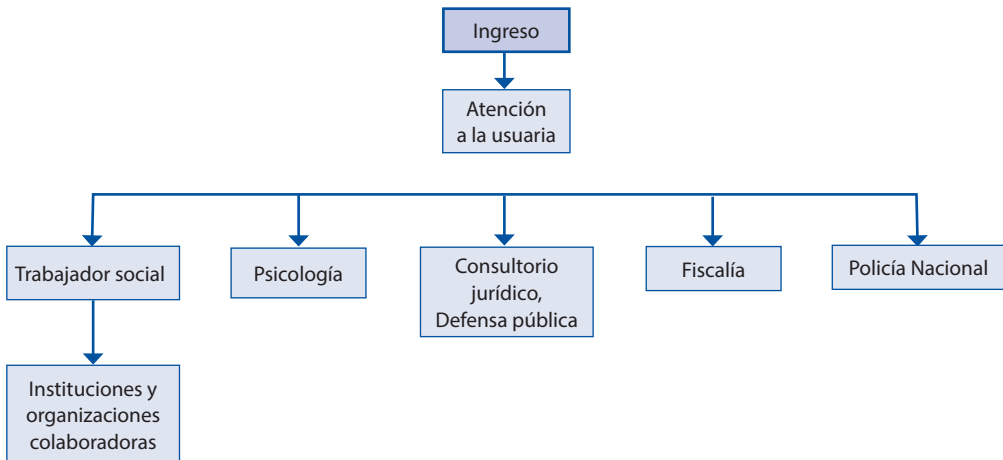 Ingreso
Atención
a la usuaria
Trabajador social
Psicología
Consultorio
jurídico,
Defensa pública
Fiscalía
Policía Nacional
Instituciones y
organizaciones
colaboradoras